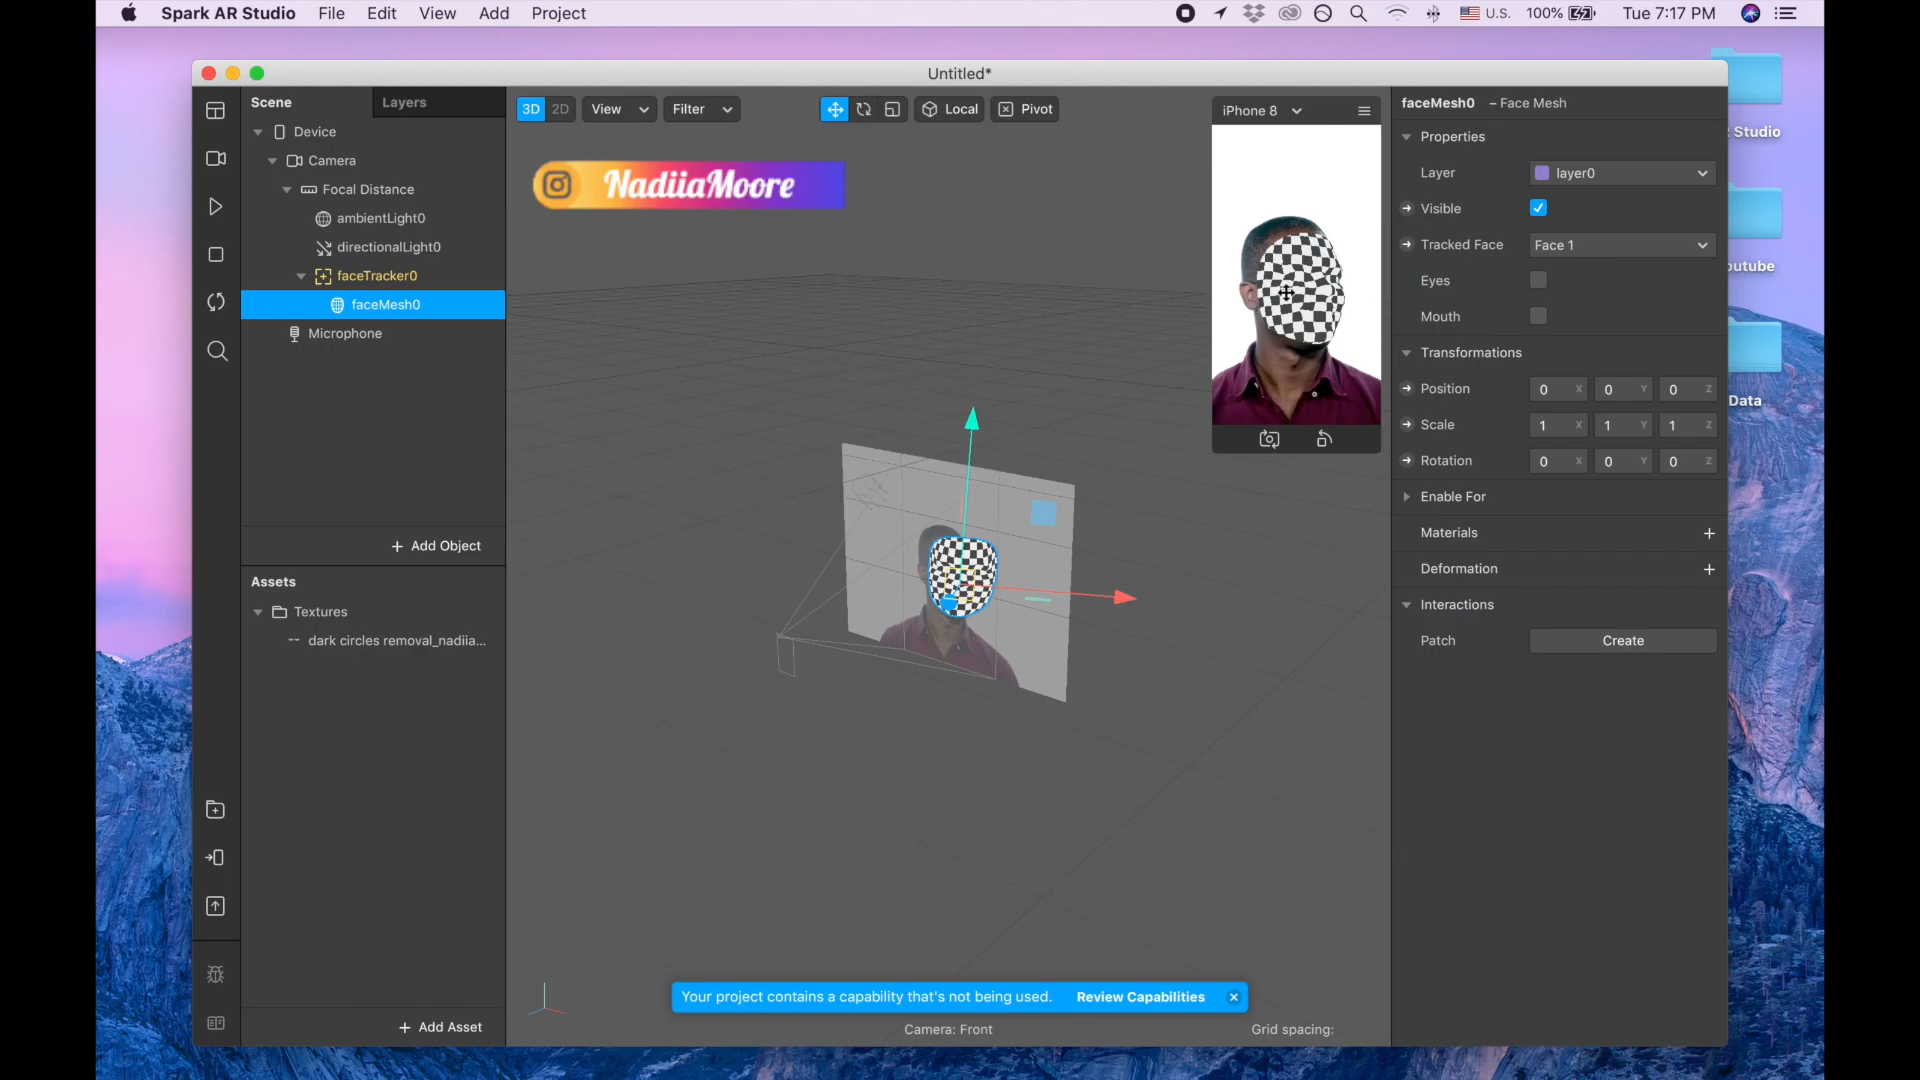 Spark AR Studio File Edit View Add Project
U.S. 100% Tue 7:17 PM
Untitled*
Scene Layers
Device
Camera
Focal Distance
ambientLight0
directionalLight0
faceTracker0
faceMesh0
Microphone
+ Add Object
Assets
Textures
dark circles removal_nadiia...
+ Add Asset
3D 2D View Filter Local Pivot
NadiiaMoore
iPhone 8
Your project contains a capability that's not being used. Review Capabilities
Camera: Front Grid spacing:
faceMesh0 – Face Mesh
Properties
Layer layer0
Visible
Tracked Face Face 1
Eyes
Mouth
Transformations
Position 0 X 0 Y 0 Z
Scale 1 X 1 Y 1 Z
Rotation 0 X 0 Y 0 Z
Enable For
Materials +
Deformation +
Interactions
Patch Create
Studio
outube
Data